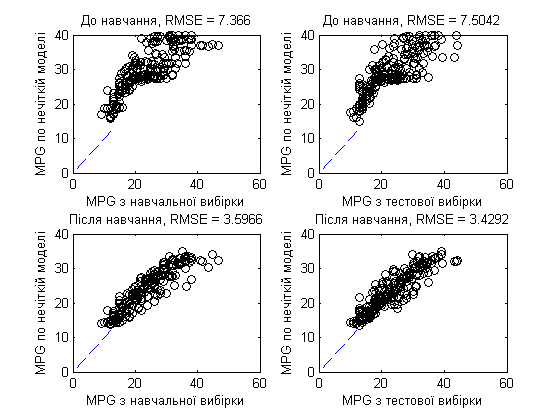 До навчання, RMSE = 7.366
До навчання, RMSE = 7.5042
MPG по нечіткій моделі
40
30
20
10
0
0 20 40 60
MPG з навчальної вибірки
MPG по нечіткій моделі
40
30
20
10
0
0 20 40 60
MPG з тестової вибірки
Після навчання, RMSE = 3.5966
Після навчання, RMSE = 3.4292
MPG по нечіткій моделі
40
30
20
10
0
0 20 40 60
MPG з навчальної вибірки
MPG по нечіткій моделі
40
30
20
10
0
0 20 40 60
MPG з тестової вибірки